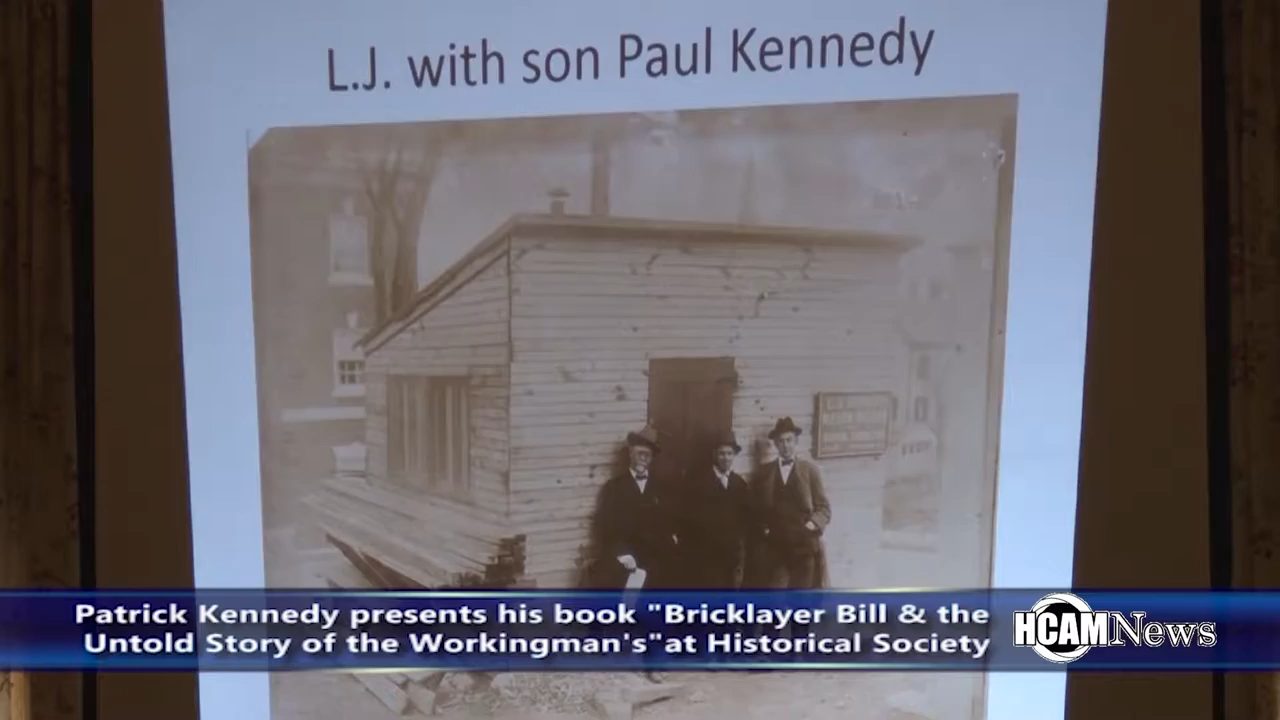 L.J. with son Paul Kennedy
Patrick Kennedy presents his book "Bricklayer Bill & the
Untold Story of the Workingman's"at Historical Society
HCAMNews